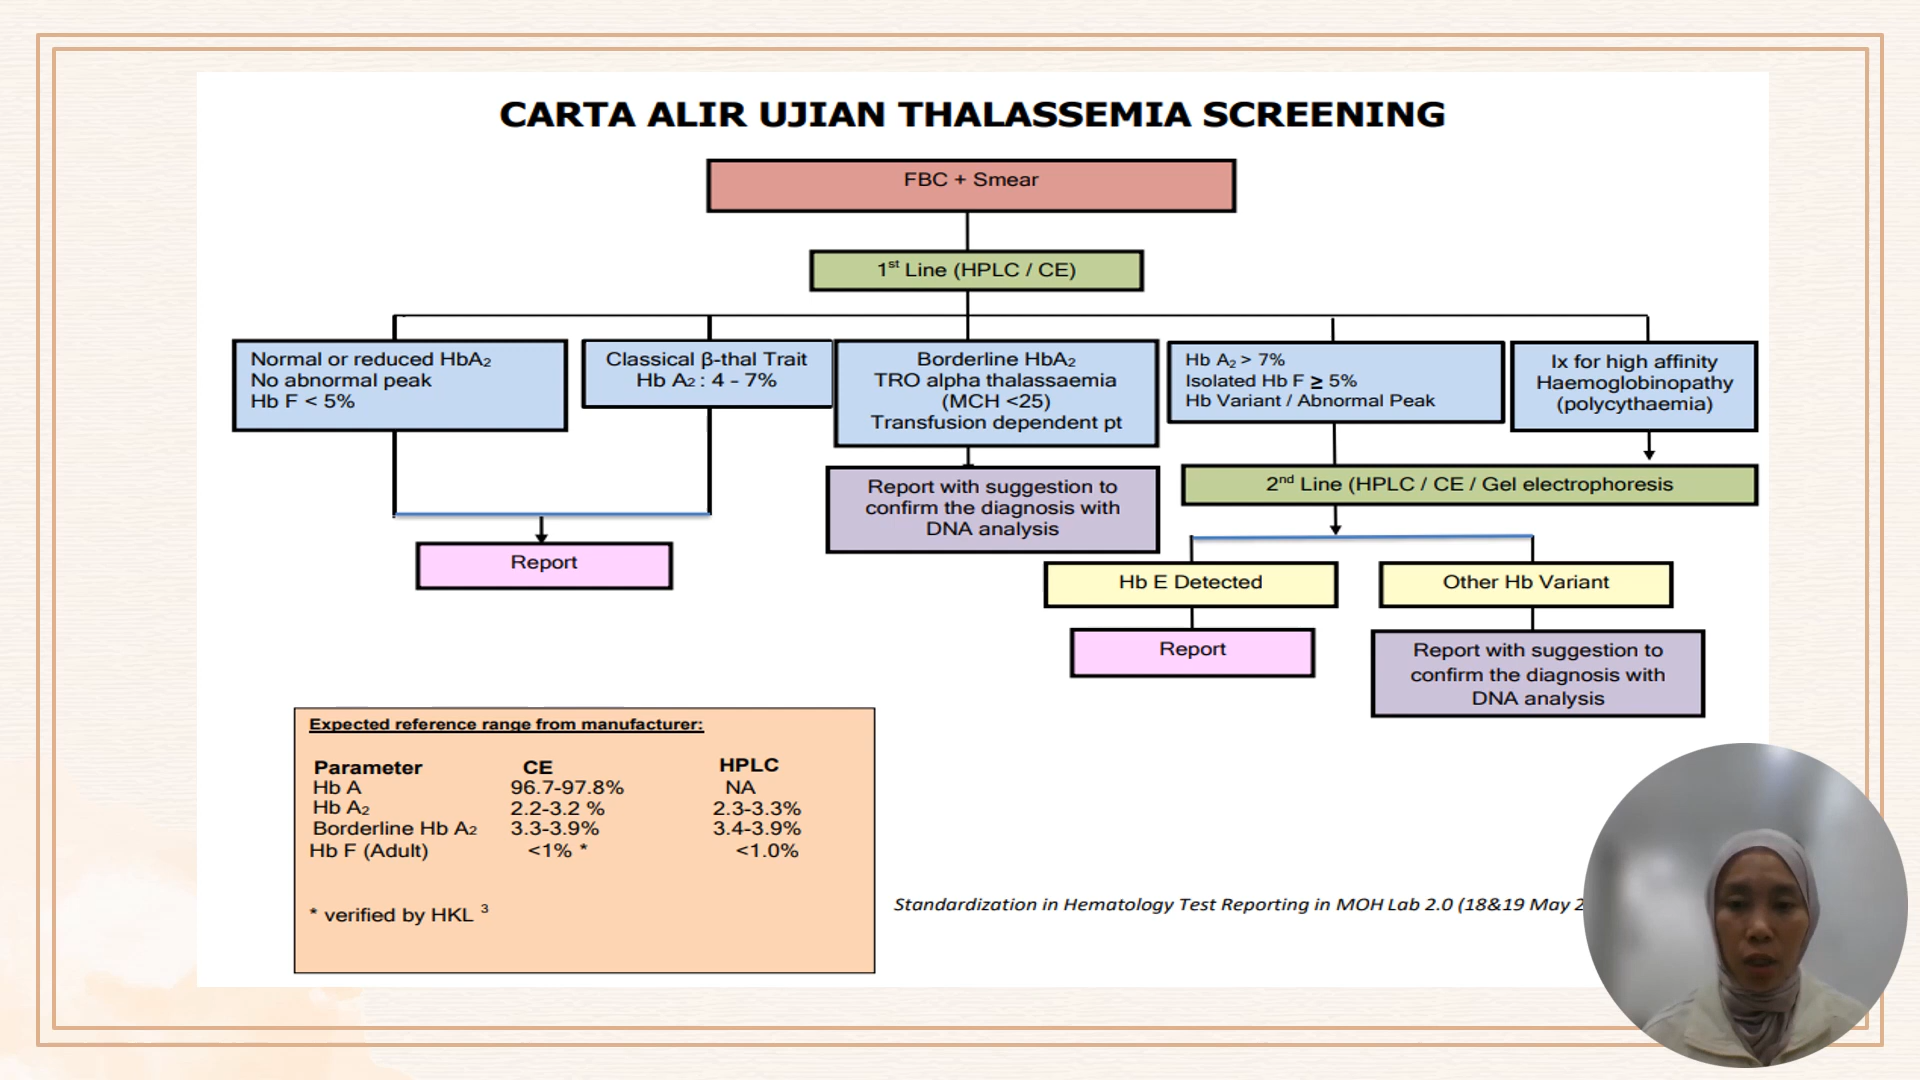 CARTA ALIR UJIAN THALASSEMIA SCREENING
FBC + Smear
1st Line (HPLC / CE)
Normal or reduced HbA2
No abnormal peak
Hb F < 5%
Classical β-thal Trait
Hb A2 : 4 - 7%
Borderline HbA2
TRO alpha thalassaemia
(MCH <25)
Transfusion dependent pt
Hb A2 > 7%
Isolated Hb F ≥ 5%
Hb Variant / Abnormal Peak
Ix for high affinity
Haemoglobinopathy
(polycythaemia)
Report with suggestion to
confirm the diagnosis with
DNA analysis
2nd Line (HPLC / CE / Gel electrophoresis
Report
Hb E Detected
Other Hb Variant
Report
Report with suggestion to
confirm the diagnosis with
DNA analysis
Expected reference range from manufacturer:
Parameter CE HPLC
Hb A 96.7-97.8% NA
Hb A2 2.2-3.2 % 2.3-3.3%
Borderline Hb A2 3.3-3.9% 3.4-3.9%
Hb F (Adult) <1% * <1.0%
* verified by HKL 3
Standardization in Hematology Test Reporting in MOH Lab 2.0 (18&19 May